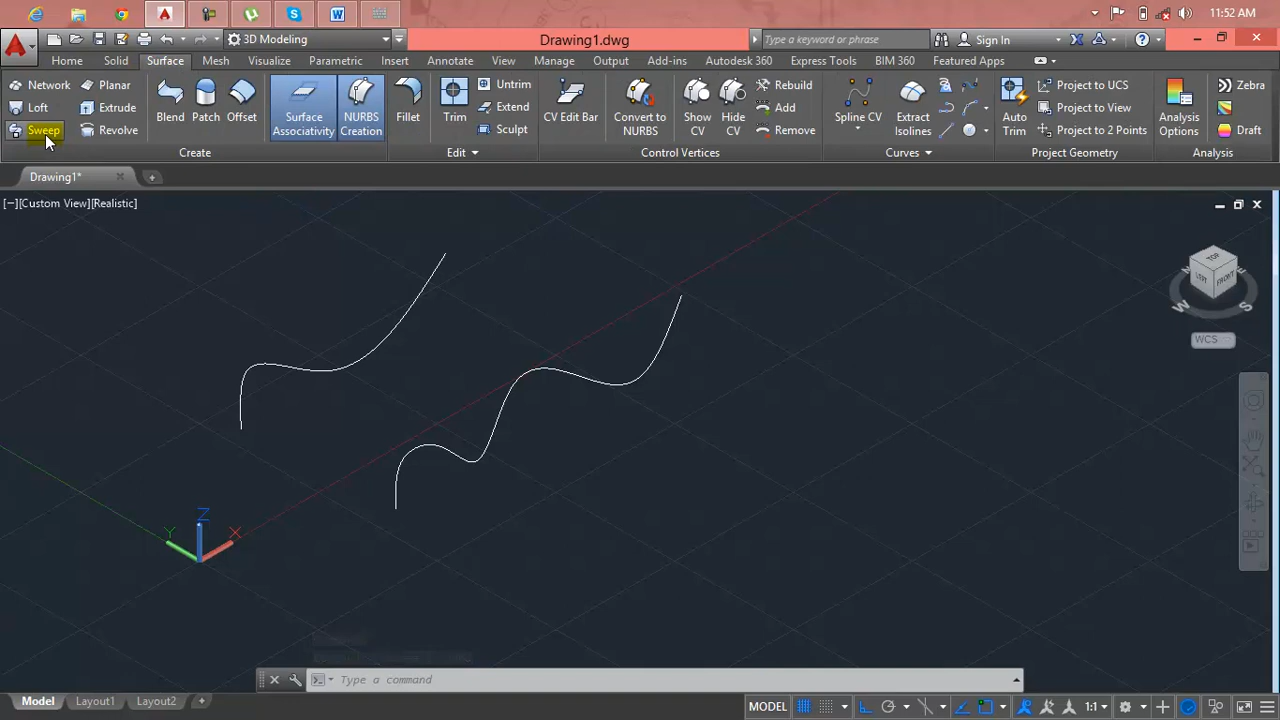 11:52 AM
3D Modeling
Drawing1.dwg
Type a keyword or phrase
Sign In
Home Solid Surface Mesh Visualize Parametric Insert Annotate View Manage Output Add-ins Autodesk 360 Express Tools BIM 360 Featured Apps
Network Planar
Loft Extrude
Sweep Revolve
Blend Patch Offset
Surface
Associativity
NURBS
Creation
Fillet
Trim
Untrim
Extend
Sculpt
CV Edit Bar
Convert to
NURBS
Show
CV
Hide
CV
Rebuild
Add
Remove
Spline CV
Extract
Isolines
Auto
Trim
Project to UCS
Project to View
Project to 2 Points
Analysis
Options
Zebra
Draft
Create Edit Control Vertices Curves Project Geometry Analysis
Drawing1*
[−][Custom View][Realistic]
TOP
LEFT FRONT
N E
W S
WCS
Z
Y X
Type a command
Model Layout1 Layout2
MODEL 1:1